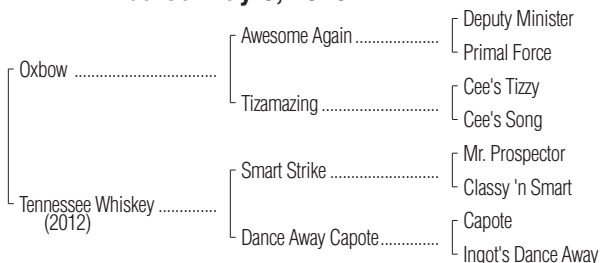 Deputy Minister
Awesome Again ....................
Primal Force
Oxbow ..................................
Cee's Tizzy
Tizamazing ............................
Cee's Song
Mr. Prospector
Smart Strike ..........................
Classy 'n Smart
Tennessee Whiskey ..............
(2012)
Capote
Dance Away Capote..............
Ingot's Dance Away